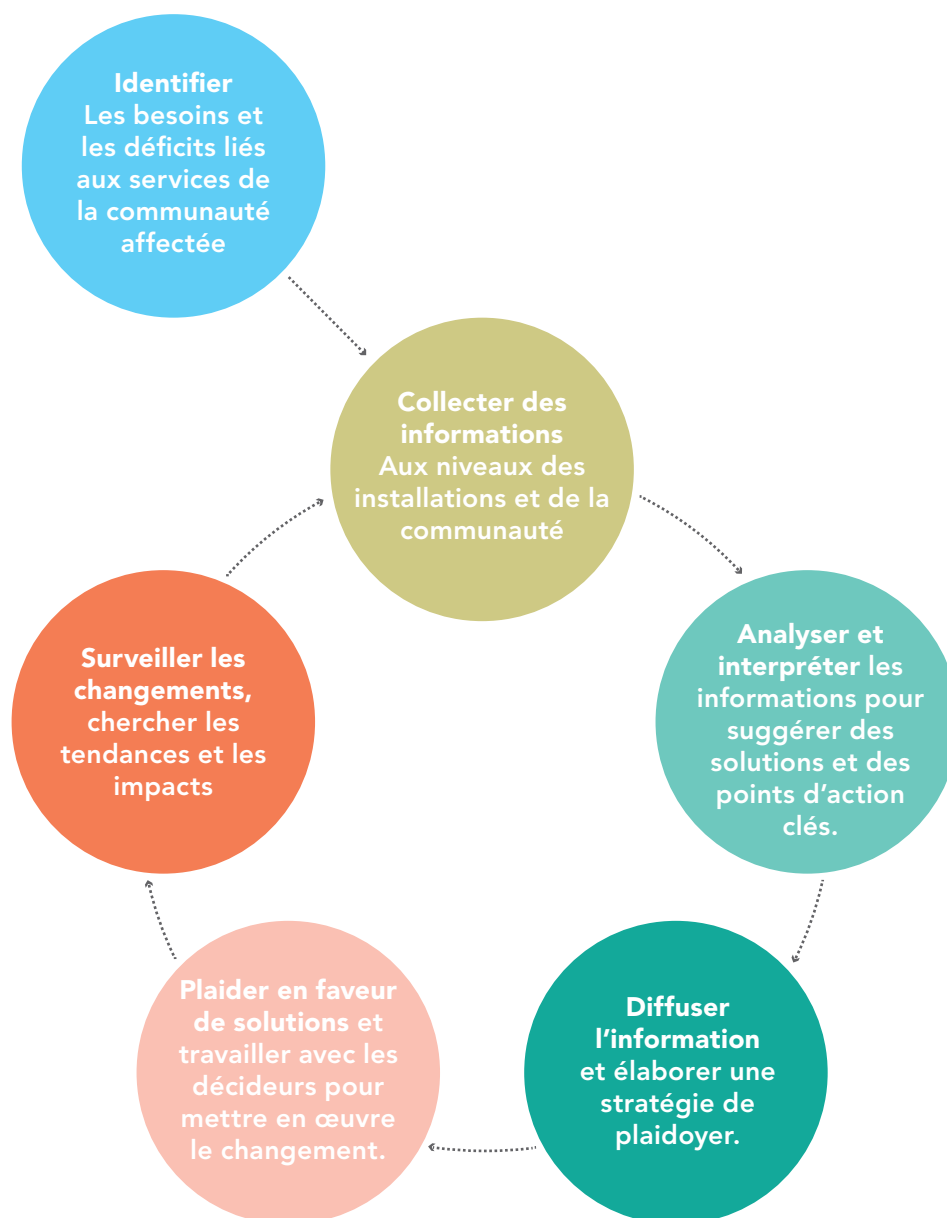 Identifier
Les besoins et
les déficits liés
aux services de
la communauté
affectée
Collecter des
informations
Aux niveaux des
installations et de la
communauté
Analyser et
interpréter les
informations pour
suggérer des
solutions et des
points d’action
clés.
Diffuser
l’information
et élaborer une
stratégie de
plaidoyer.
Plaider en faveur
de solutions et
travailler avec les
décideurs pour
mettre en œuvre
le changement.
Surveiller les
changements,
chercher les
tendances et les
impacts